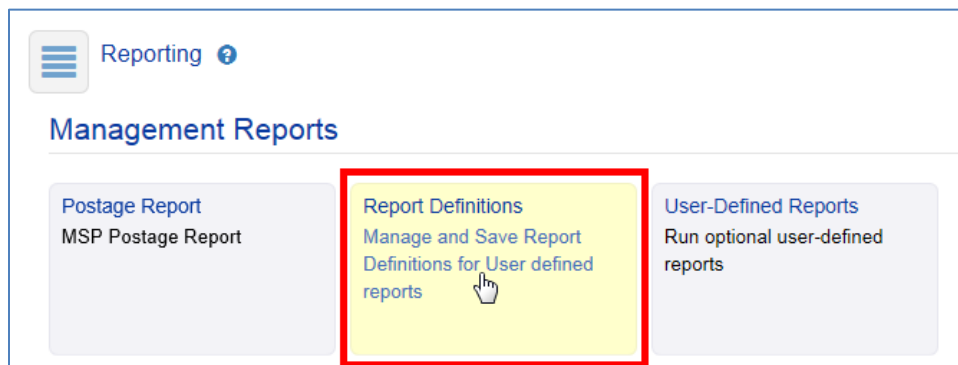 Reporting ?
Management Reports
Postage Report
MSP Postage Report
Report Definitions
Manage and Save Report
Definitions for User defined
reports
User-Defined Reports
Run optional user-defined
reports